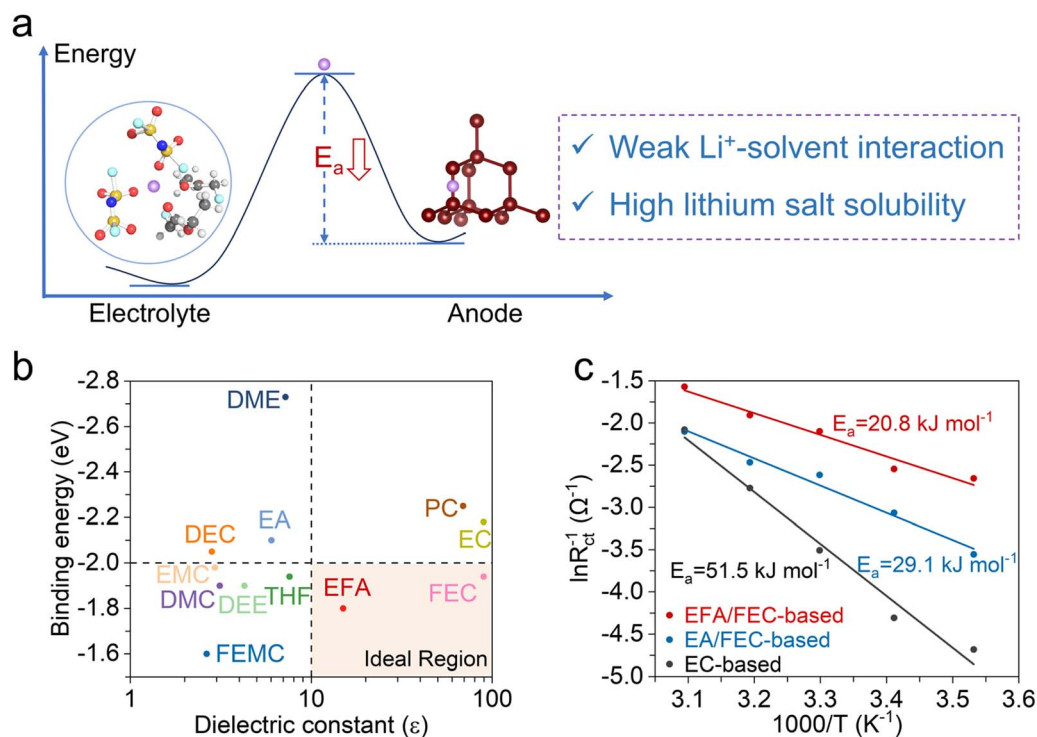 a
Energy
Eₐ
Electrolyte
Anode
✓ Weak Li⁺-solvent interaction
✓ High lithium salt solubility
b
Binding energy (eV)
-2.8
-2.6
-2.4
-2.2
-2.0
-1.8
-1.6
DME
PC
EC
DEC
EA
EMC
DMC
DEE
THF
EFA
FEC
FEMC
Ideal Region
1
10
100
Dielectric constant (ε)
c
lnR_ct⁻¹ (Ω⁻¹)
-1.5
-2.0
-2.5
-3.0
-3.5
-4.0
-4.5
-5.0
Eₐ=20.8 kJ mol⁻¹
Eₐ=51.5 kJ mol⁻¹
Eₐ=29.1 kJ mol⁻¹
EFA/FEC-based
EA/FEC-based
EC-based
3.1
3.2
3.3
3.4
3.5
3.6
1000/T (K⁻¹)